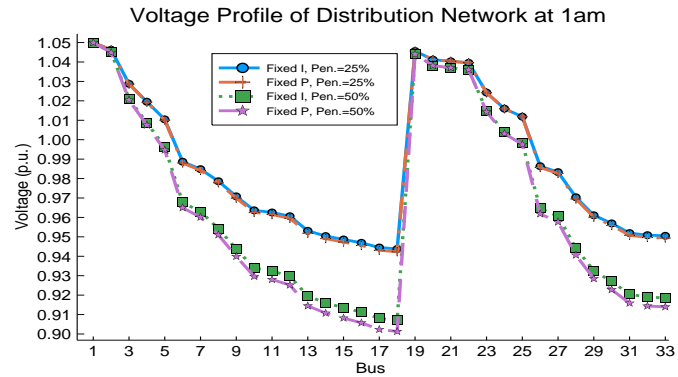 Voltage Profile of Distribution Network at 1am
Voltage (p.u.)
1.05
1.04
1.03
1.02
1.01
1.00
0.99
0.98
0.97
0.96
0.95
0.94
0.93
0.92
0.91
0.90
Fixed I, Pen.=25%
Fixed P, Pen.=25%
Fixed I, Pen.=50%
Fixed P, Pen.=50%
1 3 5 7 9 11 13 15 17 19 21 23 25 27 29 31 33
Bus